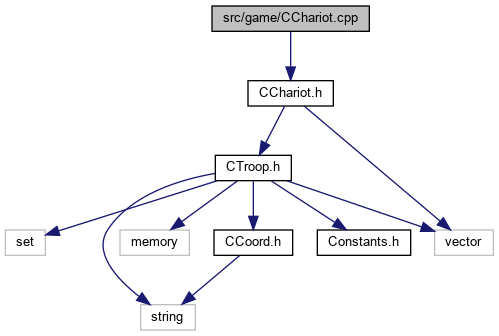 src/game/CChariot.cpp
CChariot.h
CTroop.h
set
memory
CCoord.h
Constants.h
vector
string